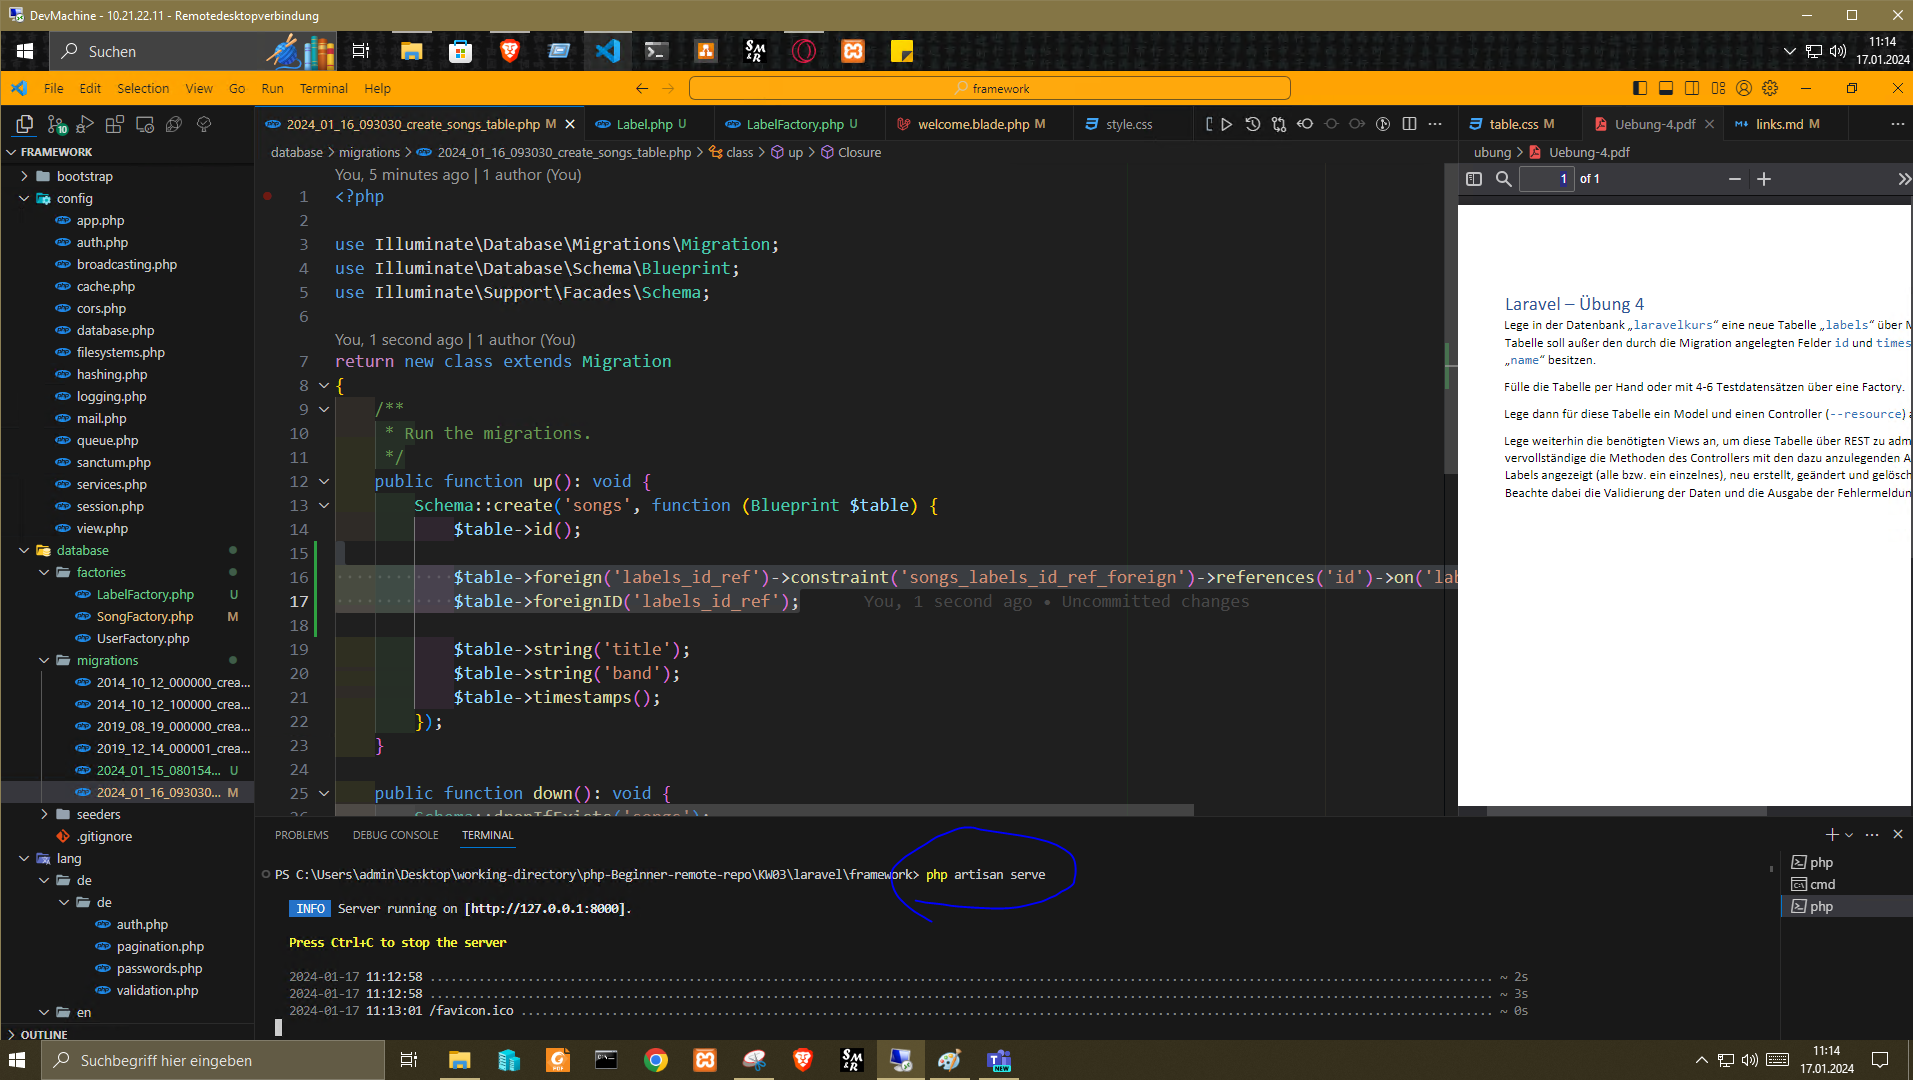 DevMachine - 10.21.22.11 - Remotedesktopverbindung
Suchen
11:14
17.01.2024
File Edit Selection View Go Run Terminal Help
framework
2024_01_16_093030_create_songs_table.php M
Label.php U
LabelFactory.php U
welcome.blade.php M
style.css
table.css M
Uebung-4.pdf
links.md M
FRAMEWORK
bootstrap
config
app.php
auth.php
broadcasting.php
cache.php
cors.php
database.php
filesystems.php
hashing.php
logging.php
mail.php
queue.php
sanctum.php
services.php
session.php
view.php
database
factories
LabelFactory.php U
SongFactory.php M
UserFactory.php
migrations
2014_10_12_000000_crea...
2014_10_12_100000_crea...
2019_08_19_000000_crea...
2019_12_14_000001_crea...
2024_01_15_080154... U
2024_01_16_093030... M
seeders
.gitignore
lang
de
de
auth.php
pagination.php
passwords.php
validation.php
en
OUTLINE
database > migrations > 2024_01_16_093030_create_songs_table.php > class > up > Closure
You, 5 minutes ago | 1 author (You)
1 <?php
2
3 use Illuminate\Database\Migrations\Migration;
4 use Illuminate\Database\Schema\Blueprint;
5 use Illuminate\Support\Facades\Schema;
6
You, 1 second ago | 1 author (You)
7 return new class extends Migration
8 {
9 /**
10 * Run the migrations.
11 */
12 public function up(): void {
13 Schema::create('songs', function (Blueprint $table) {
14 $table->id();
15
16 $table->foreign('labels_id_ref')->constraint('songs_labels_id_ref_foreign')->references('id')->on('lab
17 $table->foreignID('labels_id_ref'); You, 1 second ago • Uncommitted changes
18
19 $table->string('title');
20 $table->string('band');
21 $table->timestamps();
22 });
23 }
24
25 public function down(): void {
26 Schema::dropIfExists('songs');
ubung > Uebung-4.pdf
1 of 1
Laravel – Übung 4
Lege in der Datenbank „laravelkurs“ eine neue Tabelle „labels“ über M
Tabelle soll außer den durch die Migration angelegten Felder id und times
„name“ besitzen.
Fülle die Tabelle per Hand oder mit 4-6 Testdatensätzen über eine Factory.
Lege dann für diese Tabelle ein Model und einen Controller (--resource) a
Lege weiterhin die benötigten Views an, um diese Tabelle über REST zu adm
vervollständige die Methoden des Controllers mit den dazu anzulegenden A
Labels angezeigt (alle bzw. ein einzelnes), neu erstellt, geändert und gelösch
Beachte dabei die Validierung der Daten und die Ausgabe der Fehlermeldun
PROBLEMS DEBUG CONSOLE TERMINAL
PS C:\Users\admin\Desktop\working-directory\php-Beginner-remote-repo\KW03\laravel\framework> php artisan serve
INFO Server running on [http://127.0.0.1:8000].
Press Ctrl+C to stop the server
2024-01-17 11:12:58 ~ 2s
2024-01-17 11:12:58 ~ 3s
2024-01-17 11:13:01 /favicon.ico ~ 0s
php
cmd
php
Suchbegriff hier eingeben
11:14
17.01.2024